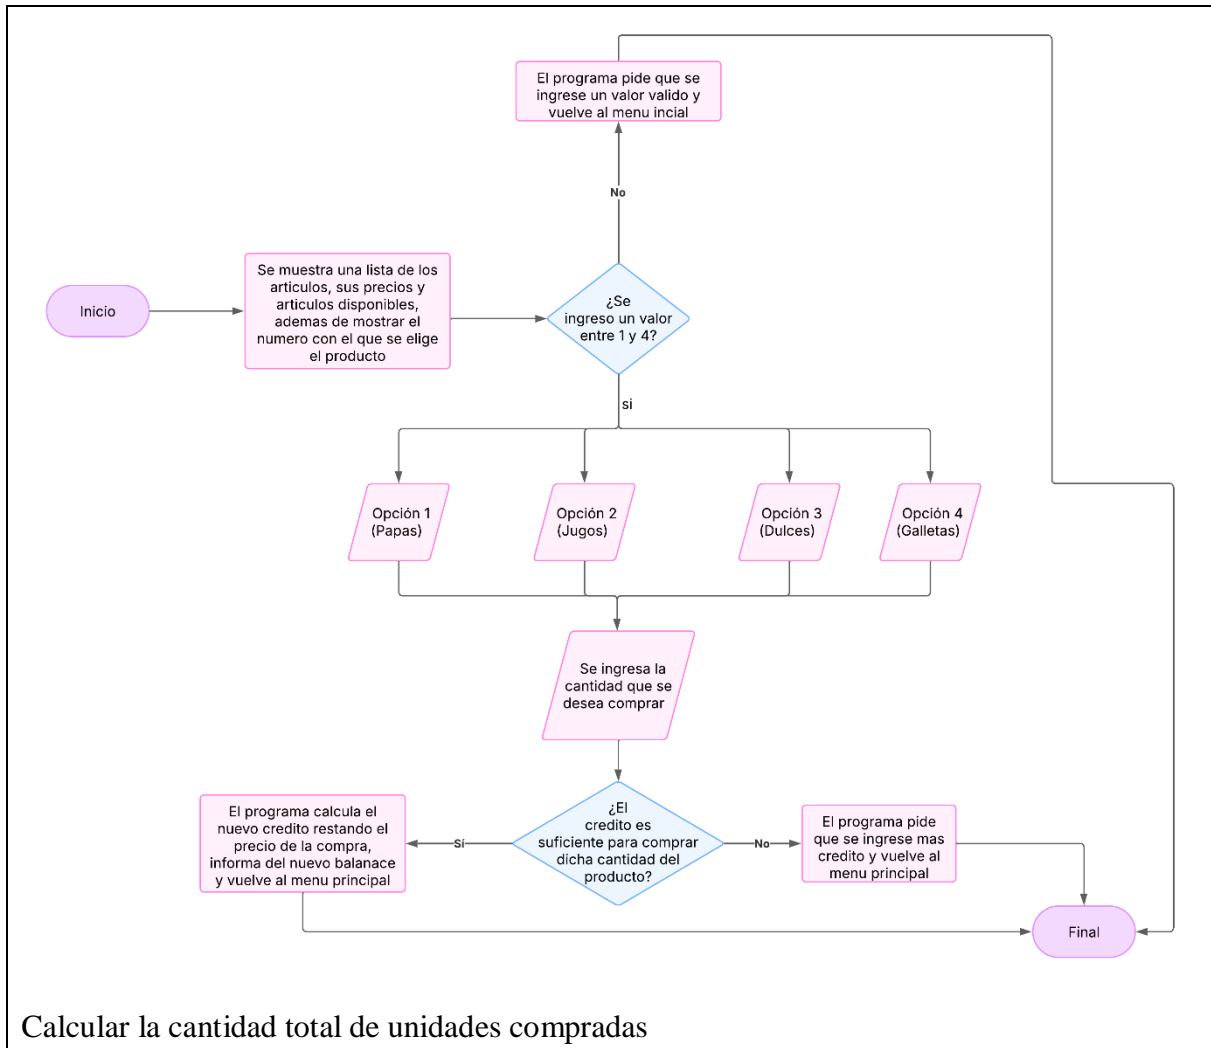 El programa pide que se
ingrese un valor valido y
vuelve al menu incial
No
Inicio
Se muestra una lista de los
articulos, sus precios y
articulos disponibles,
ademas de mostrar el
numero con el que se elige
el producto
¿Se
ingreso un valor
entre 1 y 4?
si
Opción 1
(Papas)
Opción 2
(Jugos)
Opción 3
(Dulces)
Opción 4
(Galletas)
Se ingresa la
cantidad que se
desea comprar
El programa calcula el
nuevo credito restando el
precio de la compra,
informa del nuevo balanace
y vuelve al menu principal
Sí
¿El
credito es
suficiente para comprar
dicha cantidad del
producto?
No
El programa pide
que se ingrese mas
credito y vuelve al
menu principal
Final
Calcular la cantidad total de unidades compradas